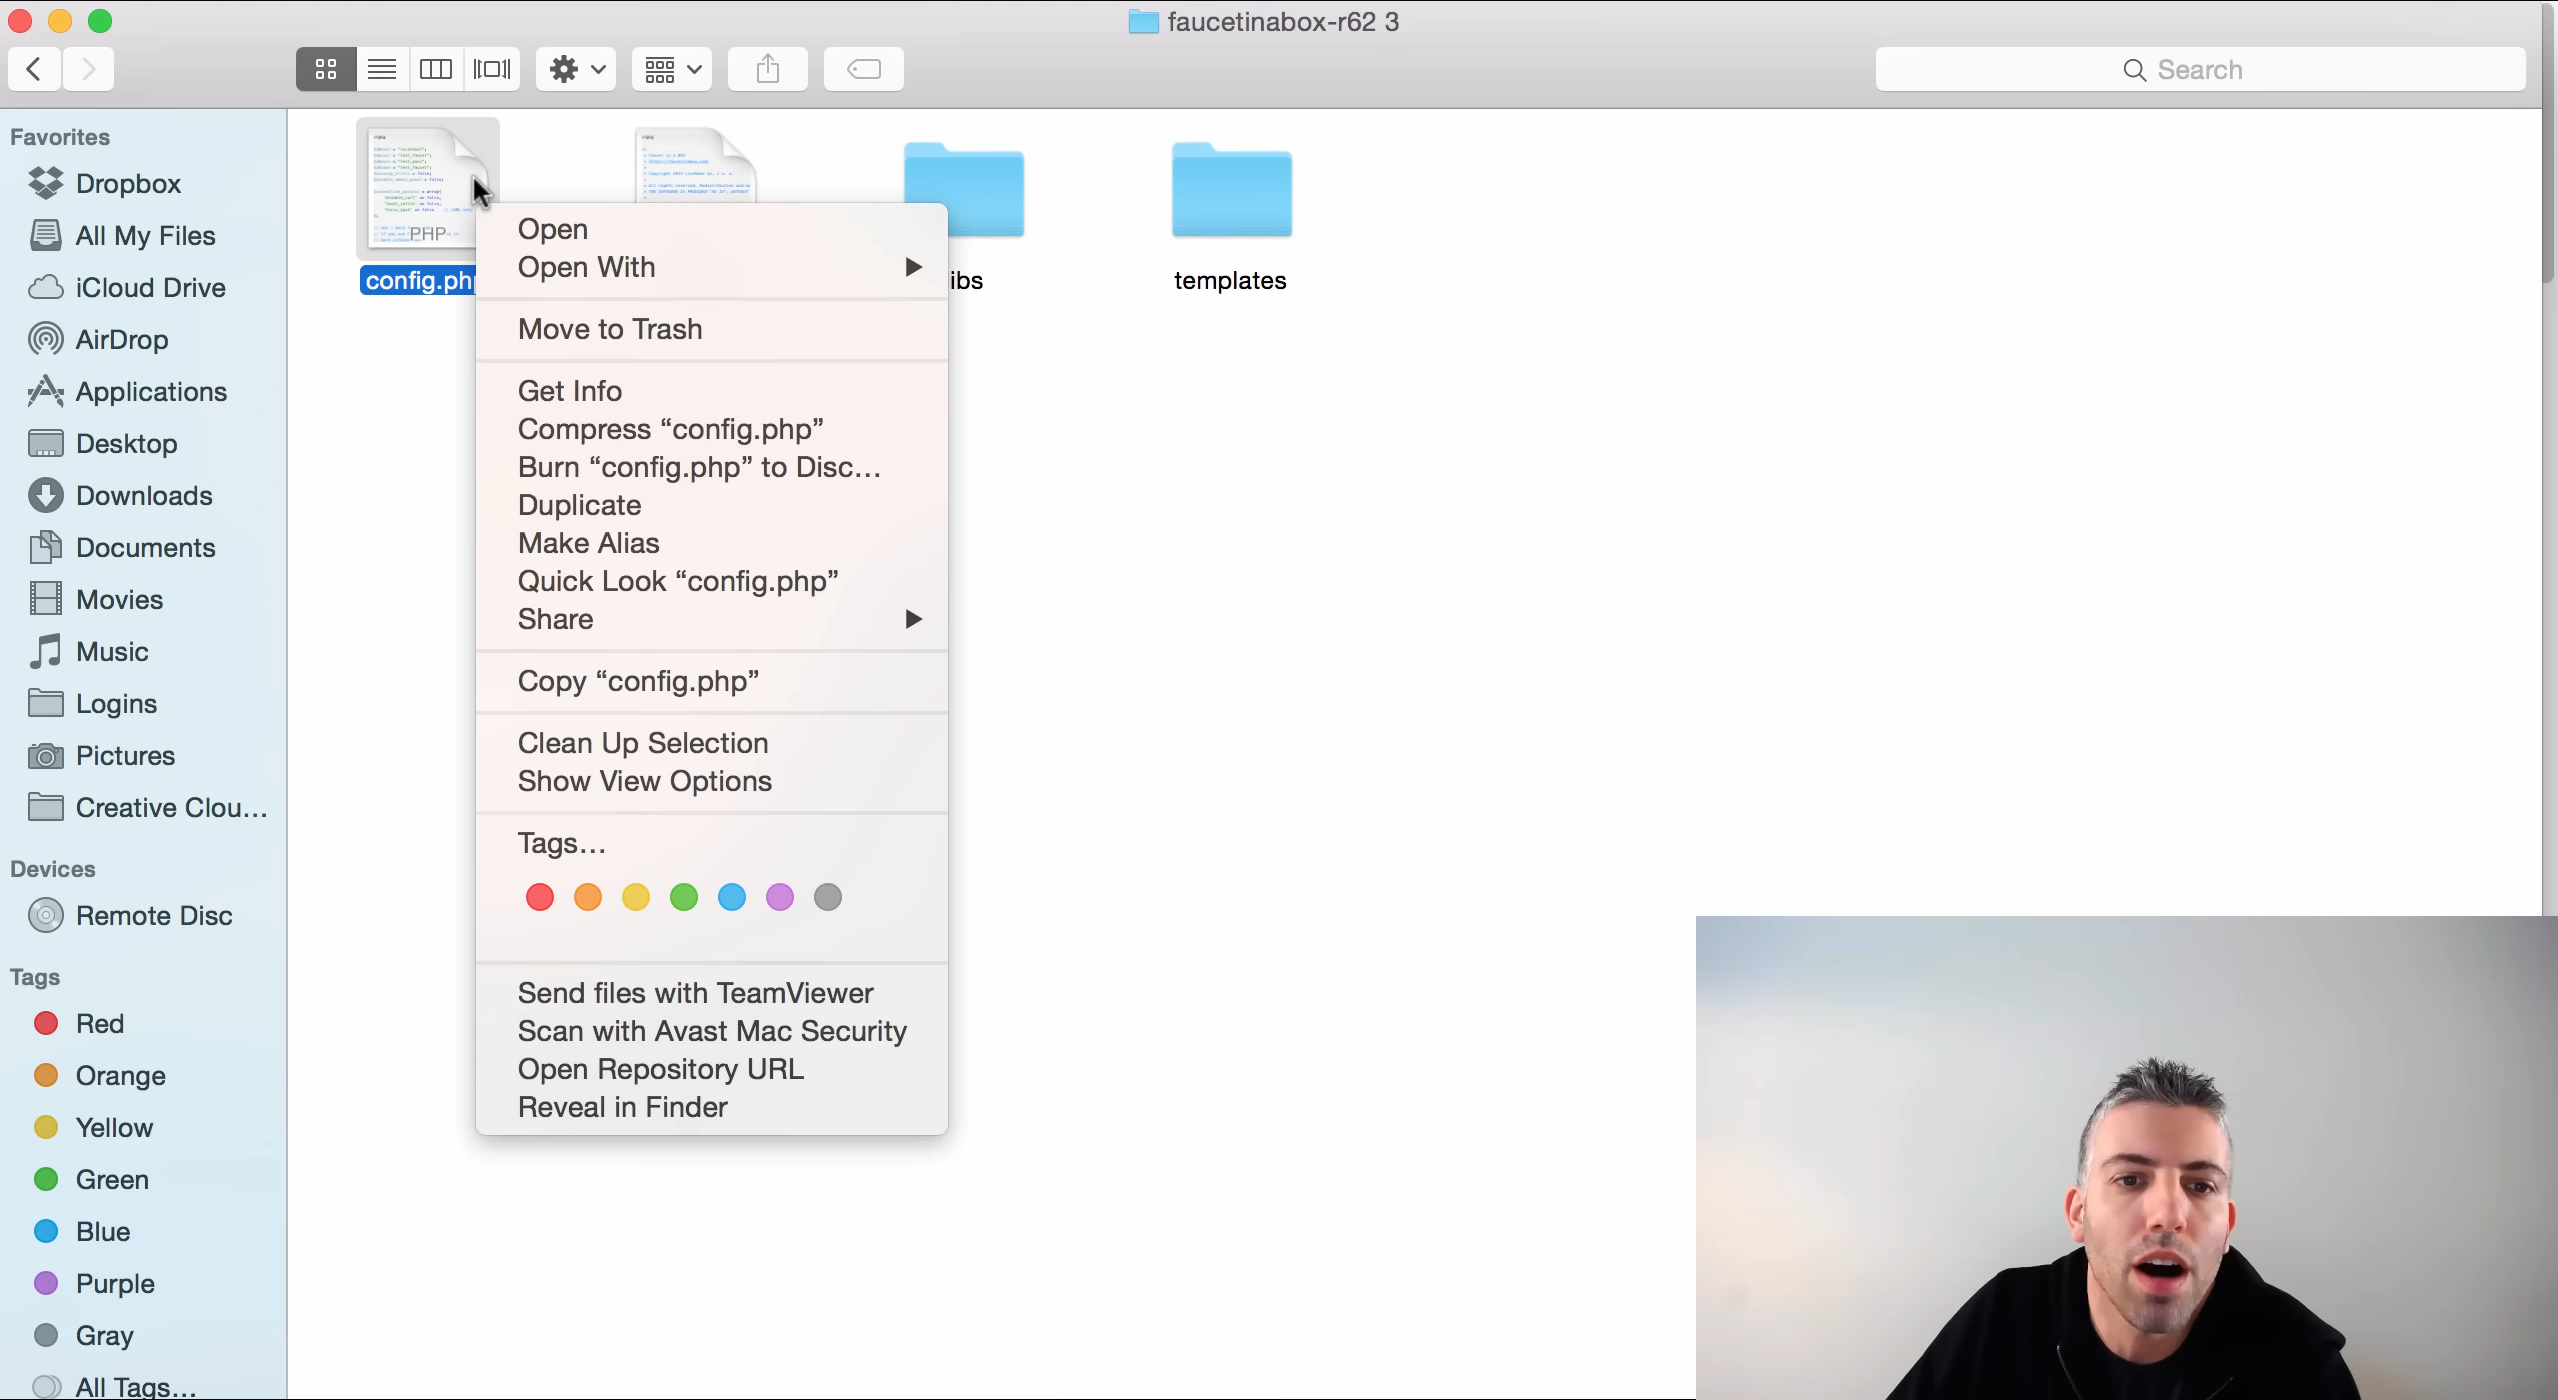 faucetinabox-r62 3
Search
Favorites
Dropbox
All My Files
iCloud Drive
AirDrop
Applications
Desktop
Downloads
Documents
Movies
Music
Logins
Pictures
Creative Clou...
Devices
Remote Disc
Tags
Red
Orange
Yellow
Green
Blue
Purple
Gray
All Tags...
PHP
config.ph
ibs
templates
Open
Open With
Move to Trash
Get Info
Compress “config.php”
Burn “config.php” to Disc...
Duplicate
Make Alias
Quick Look “config.php”
Share
Copy “config.php”
Clean Up Selection
Show View Options
Tags...
Send files with TeamViewer
Scan with Avast Mac Security
Open Repository URL
Reveal in Finder